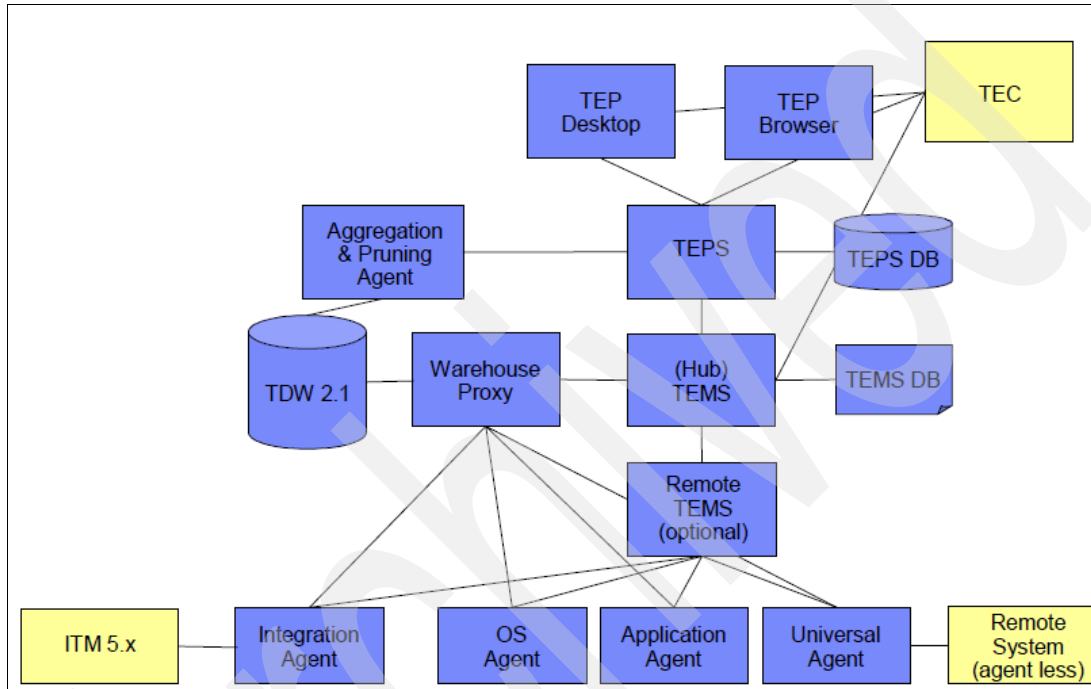 TEP
Desktop
TEP
Browser
TEC
Aggregation
& Pruning
Agent
TEPS
TEPS DB
TDW 2.1
Warehouse
Proxy
(Hub)
TEMS
TEMS DB
Remote
TEMS
(optional)
ITM 5.x
Integration
Agent
OS
Agent
Application
Agent
Universal
Agent
Remote
System
(agent less)